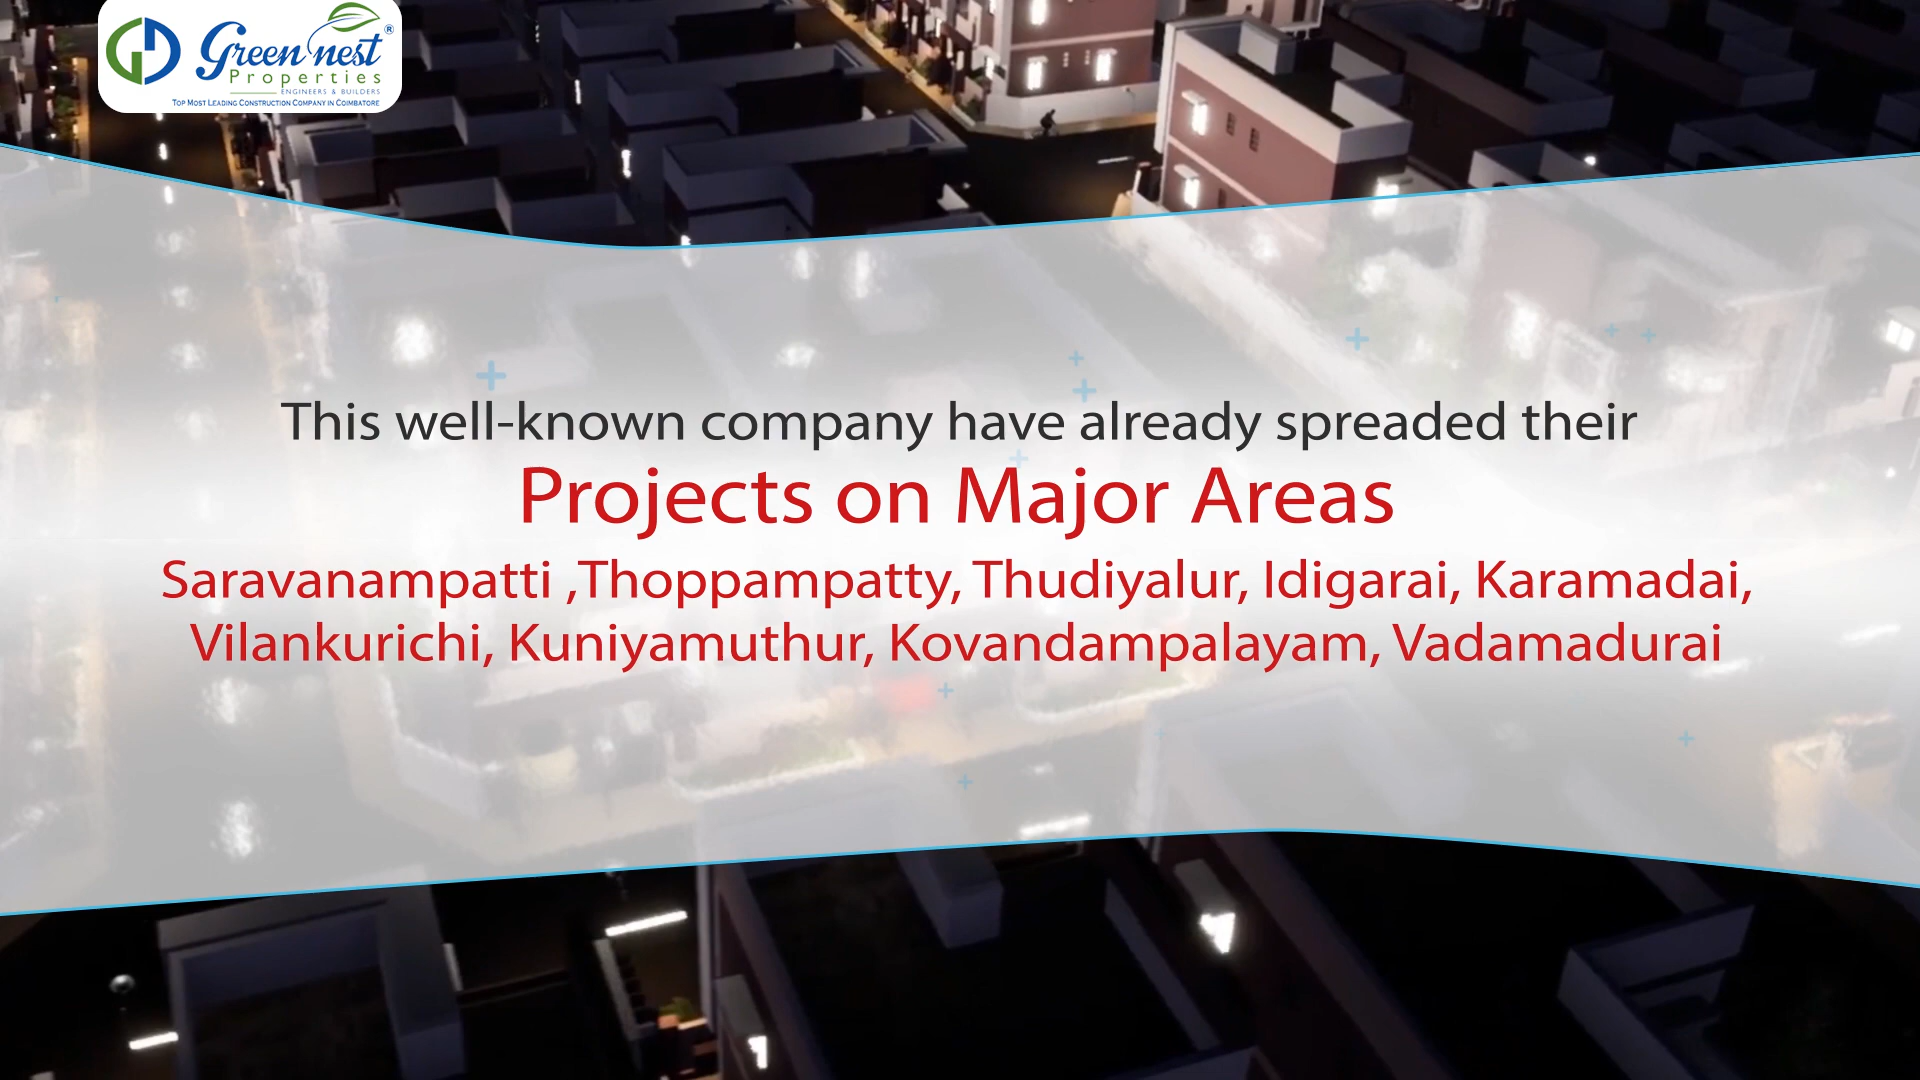 Green nest®
Properties
ENGINEERS & BUILDERS
TOP MOST LEADING CONSTRUCTION COMPANY IN COIMBATORE
This well-known company have already spreaded their
Projects on Major Areas
Saravanampatti ,Thoppampatty, Thudiyalur, Idigarai, Karamadai,
Vilankurichi, Kuniyamuthur, Kovandampalayam, Vadamadurai